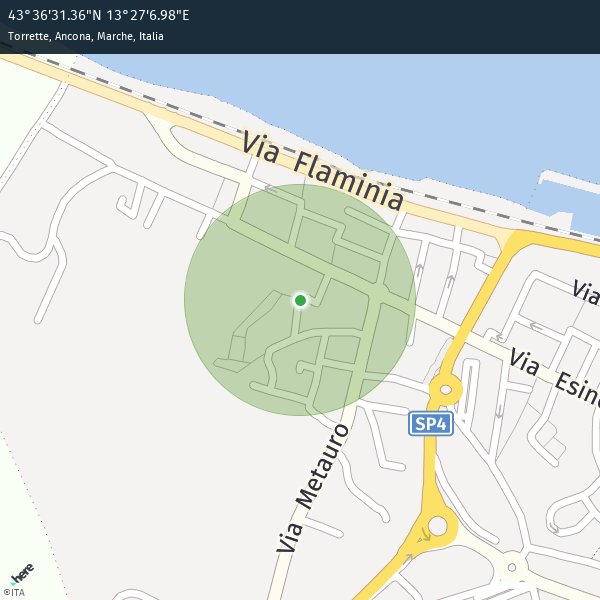 43°36'31.36"N 13°27'6.98"E
Torrette, Ancona, Marche, Italia
Via Flaminia
Via
Via Esino
SP4
Via Metauro
here
©ITA